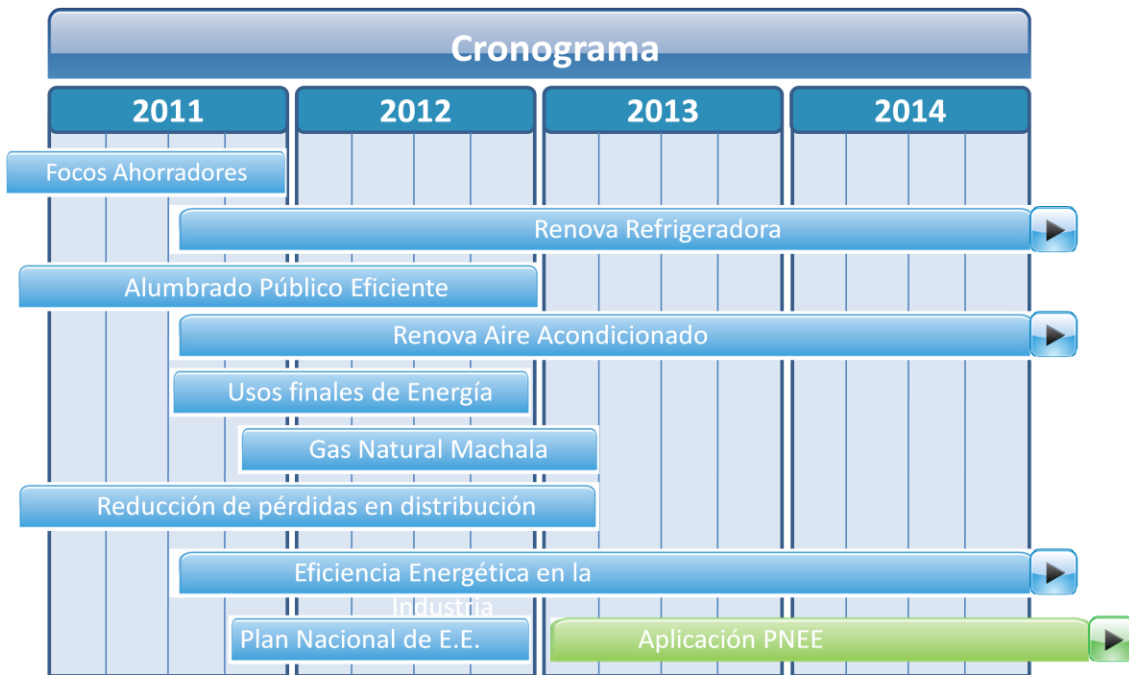 Cronograma
2011 2012 2013 2014
Focos Ahorradores
Renova Refrigeradora
Alumbrado Público Eficiente
Renova Aire Acondicionado
Usos finales de Energía
Gas Natural Machala
Reducción de pérdidas en distribución
Eficiencia Energética en la
Industria
Plan Nacional de E.E. Aplicación PNEE